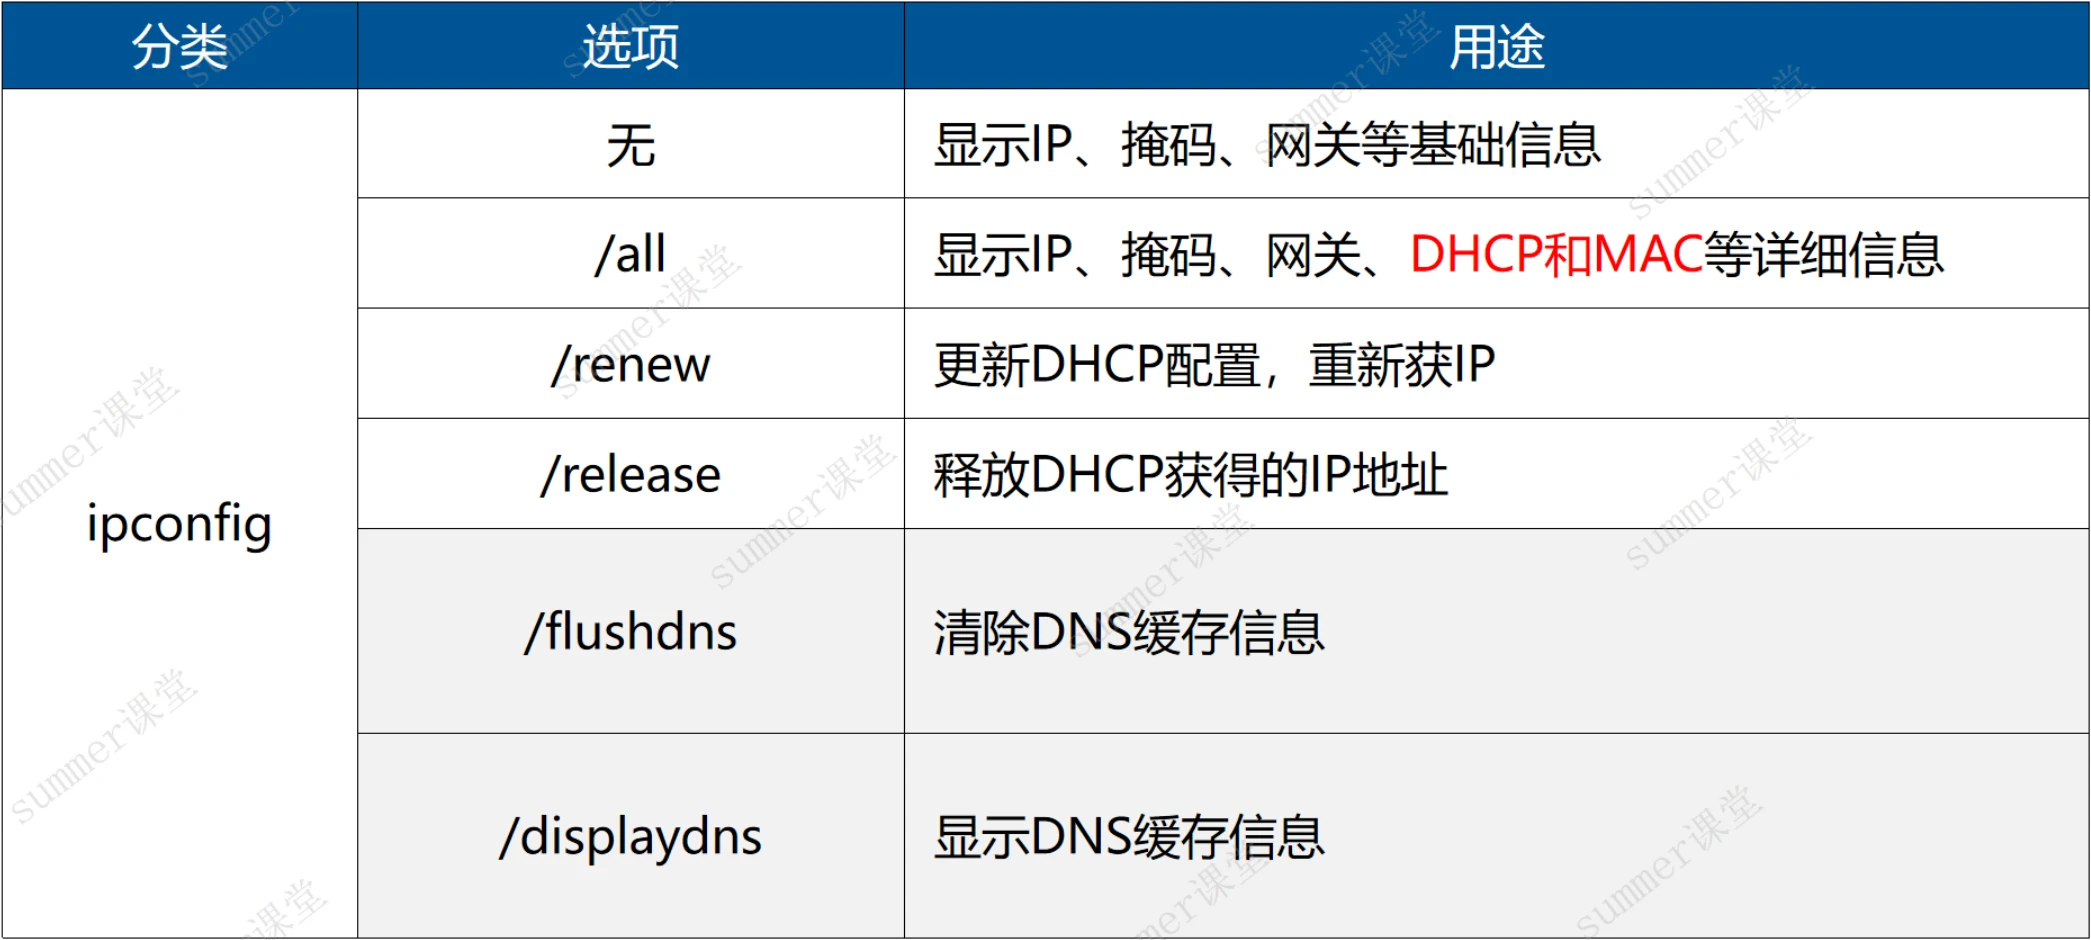 分类 选项 用途
无 显示IP、掩码、网关等基础信息
/all 显示IP、掩码、网关、DHCP和MAC等详细信息
/renew 更新DHCP配置，重新获IP
/release 释放DHCP获得的IP地址
ipconfig
/flushdns 清除DNS缓存信息
/displaydns 显示DNS缓存信息
summer课堂